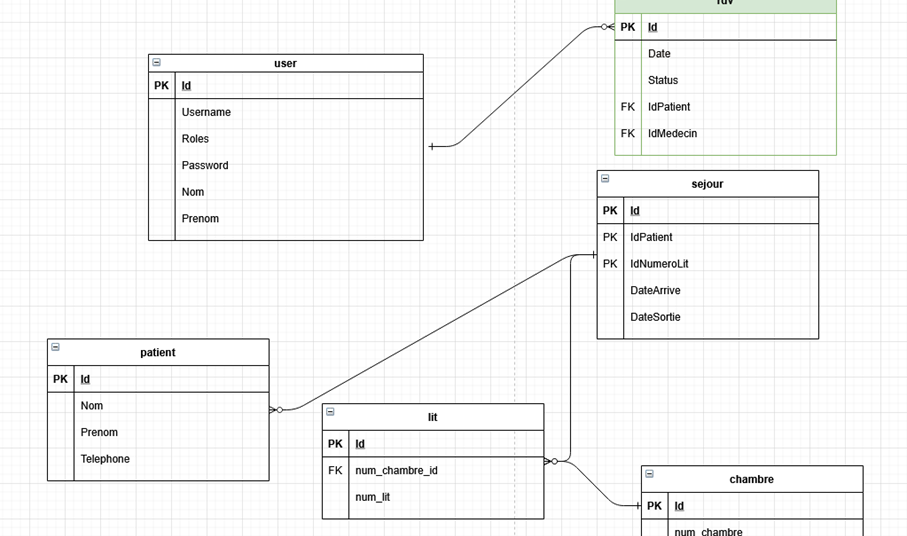 rdv
PK Id
Date
Status
FK IdPatient
FK IdMedecin
user
PK Id
Username
Roles
Password
Nom
Prenom
sejour
PK Id
PK IdPatient
PK IdNumeroLit
DateArrive
DateSortie
patient
PK Id
Nom
Prenom
Telephone
lit
PK Id
FK num_chambre_id
num_lit
chambre
PK Id
num_chambre